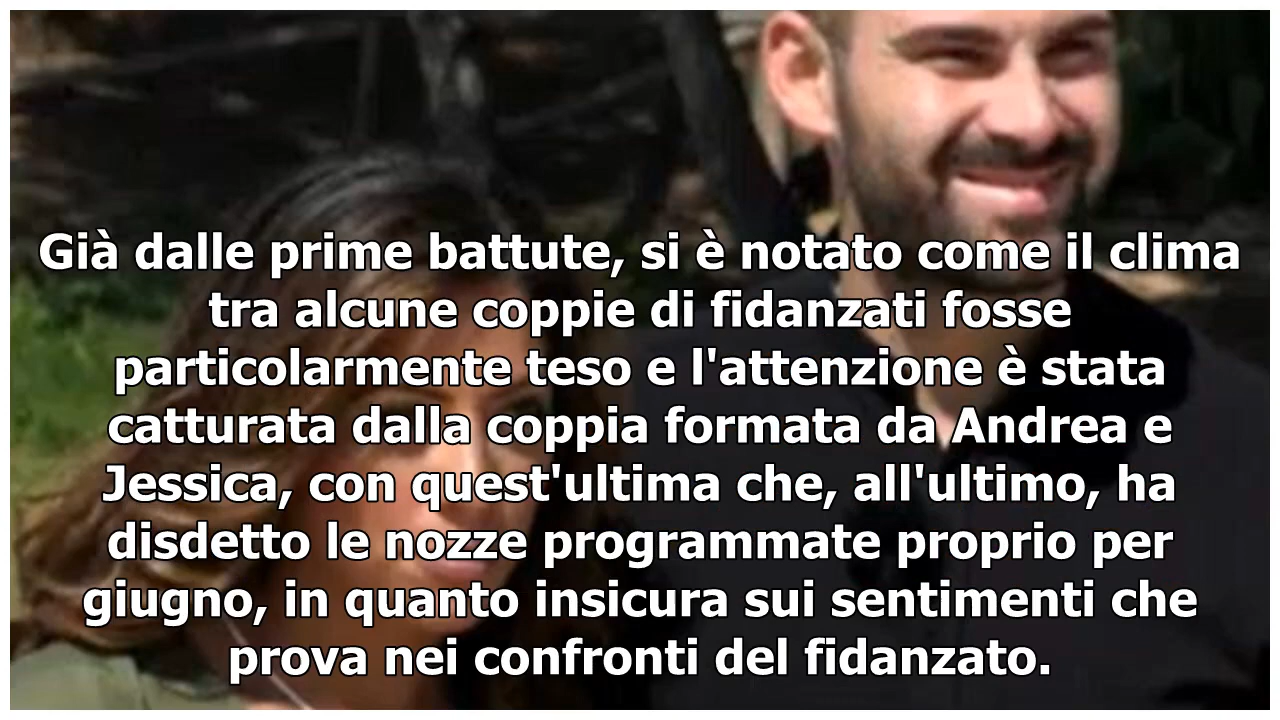 Già dalle prime battute, si è notato come il clima
tra alcune coppie di fidanzati fosse
particolarmente teso e l'attenzione è stata
catturata dalla coppia formata da Andrea e
Jessica, con quest'ultima che, all'ultimo, ha
disdetto le nozze programmate proprio per
giugno, in quanto insicura sui sentimenti che
prova nei confronti del fidanzato.